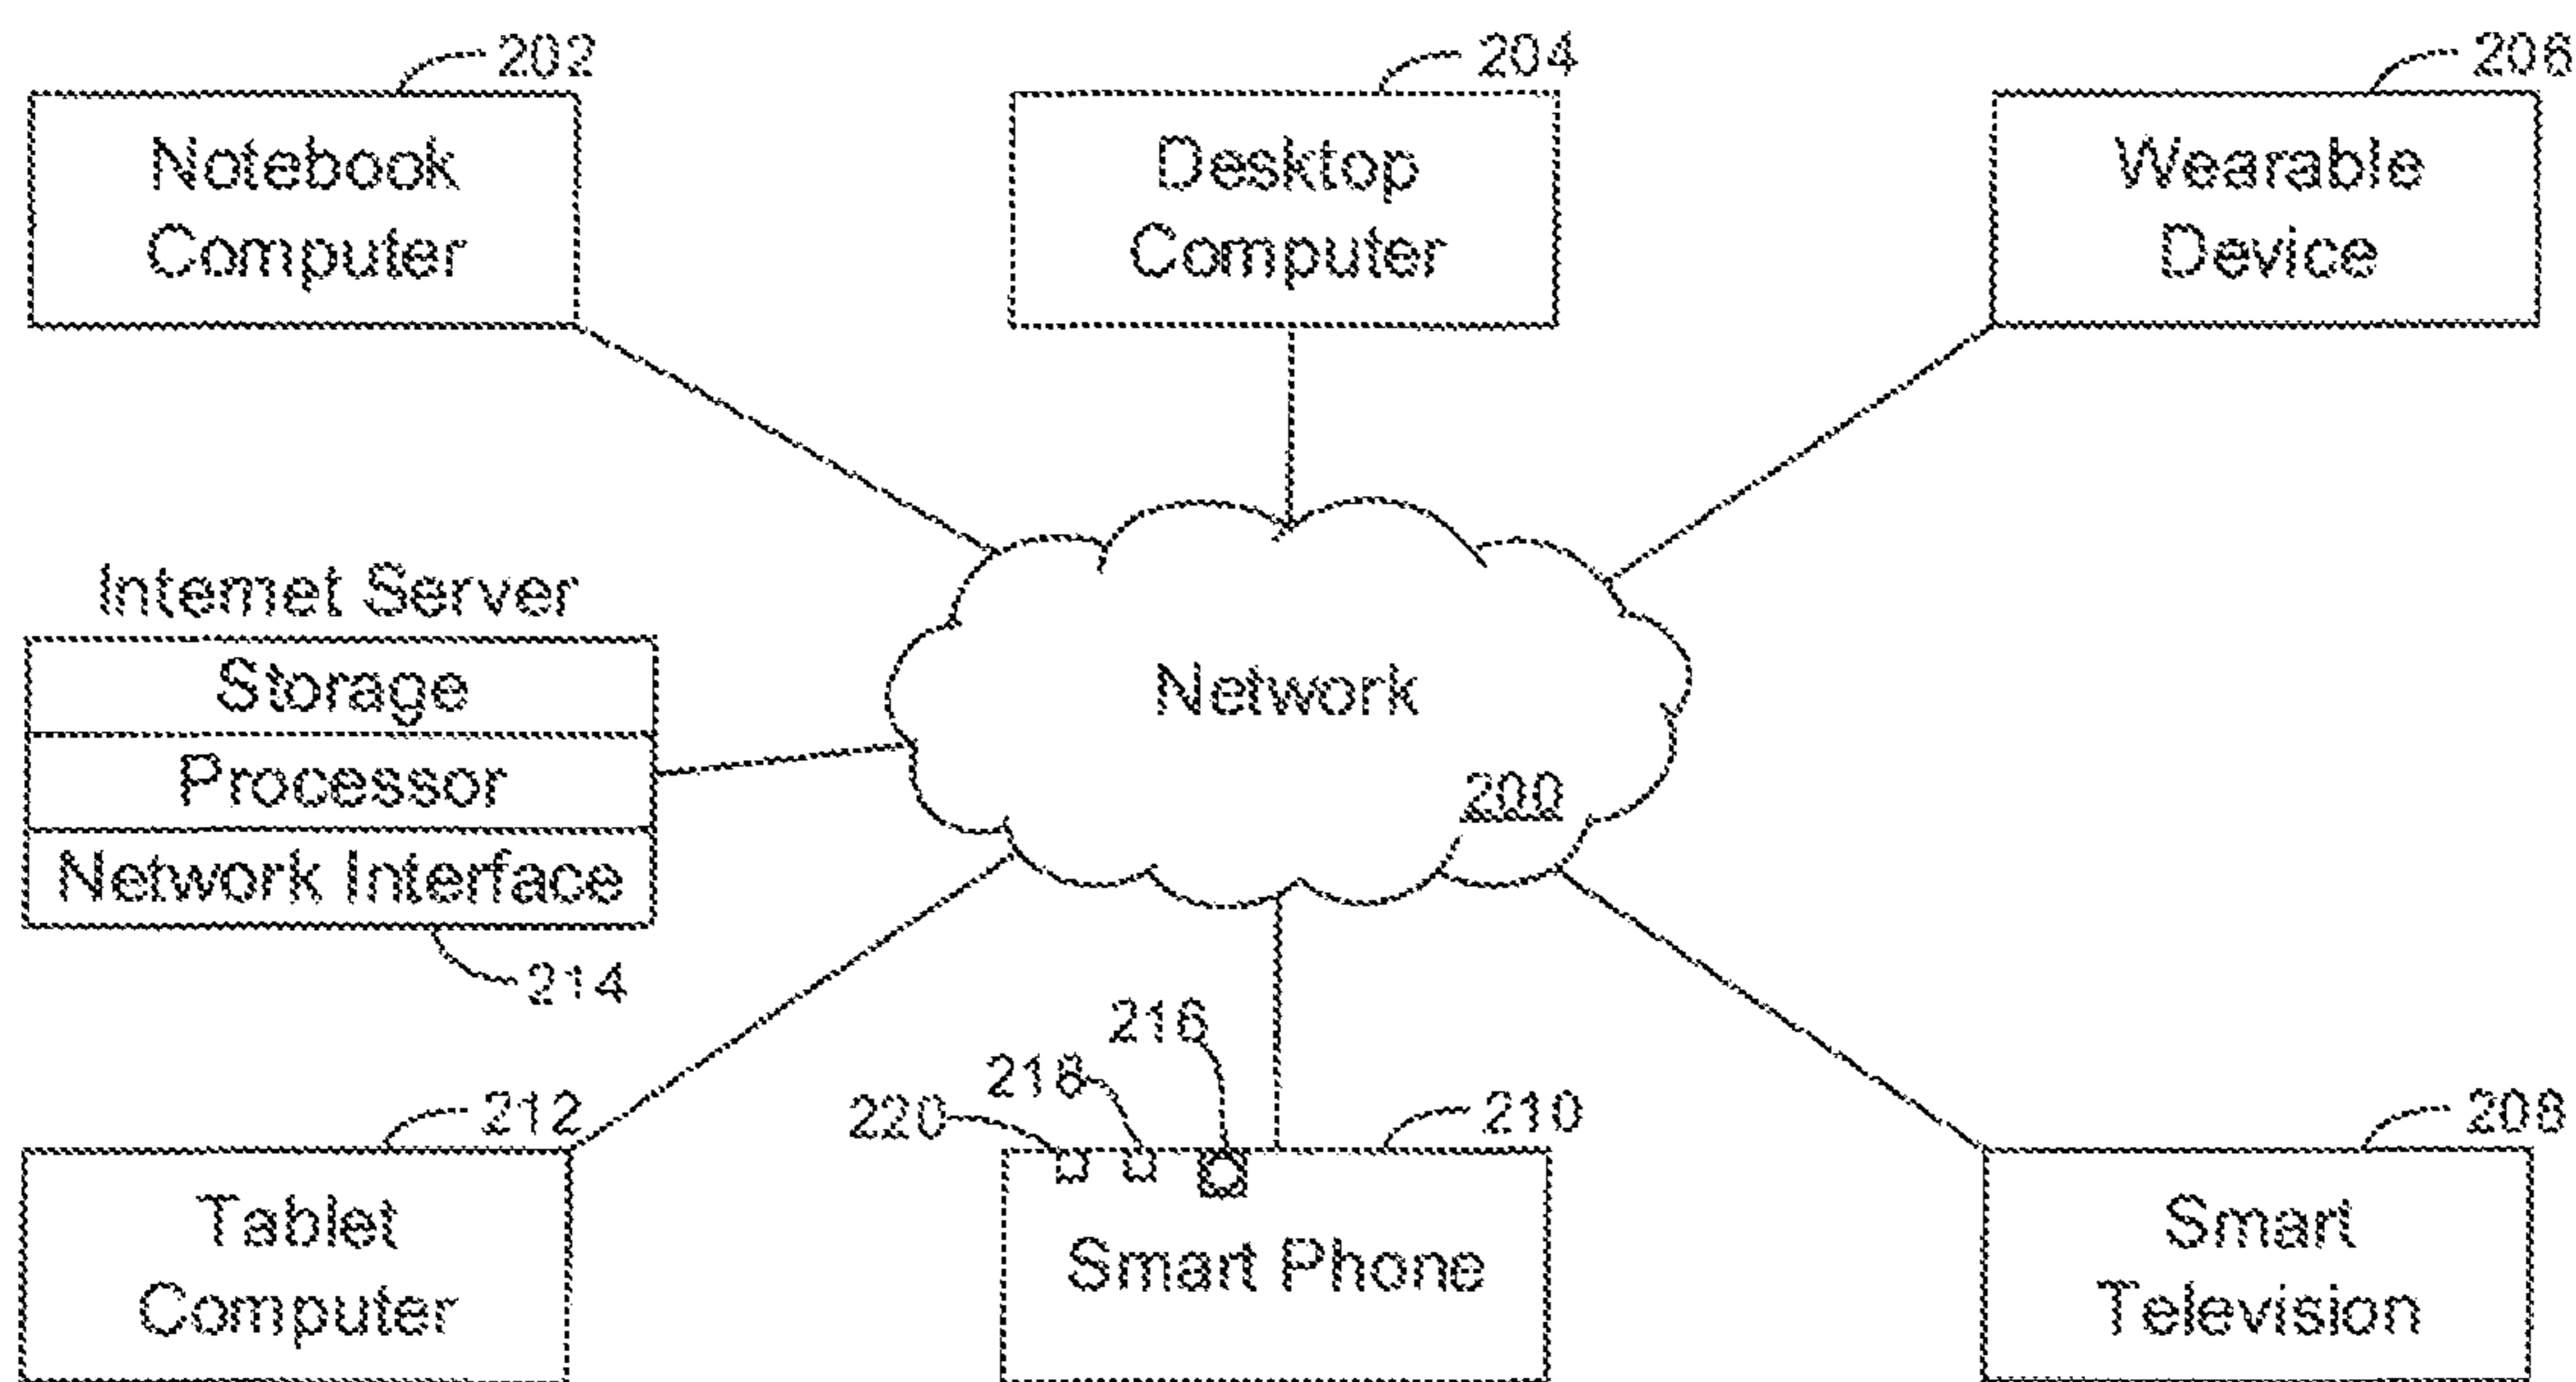 202
204
206
Notebook
Computer
Desktop
Computer
Wearable
Device
Internet Server
Storage
Processor
Network Interface
214
Network
200
216
218
220
212
210
208
Tablet
Computer
Smart Phone
Smart
Television